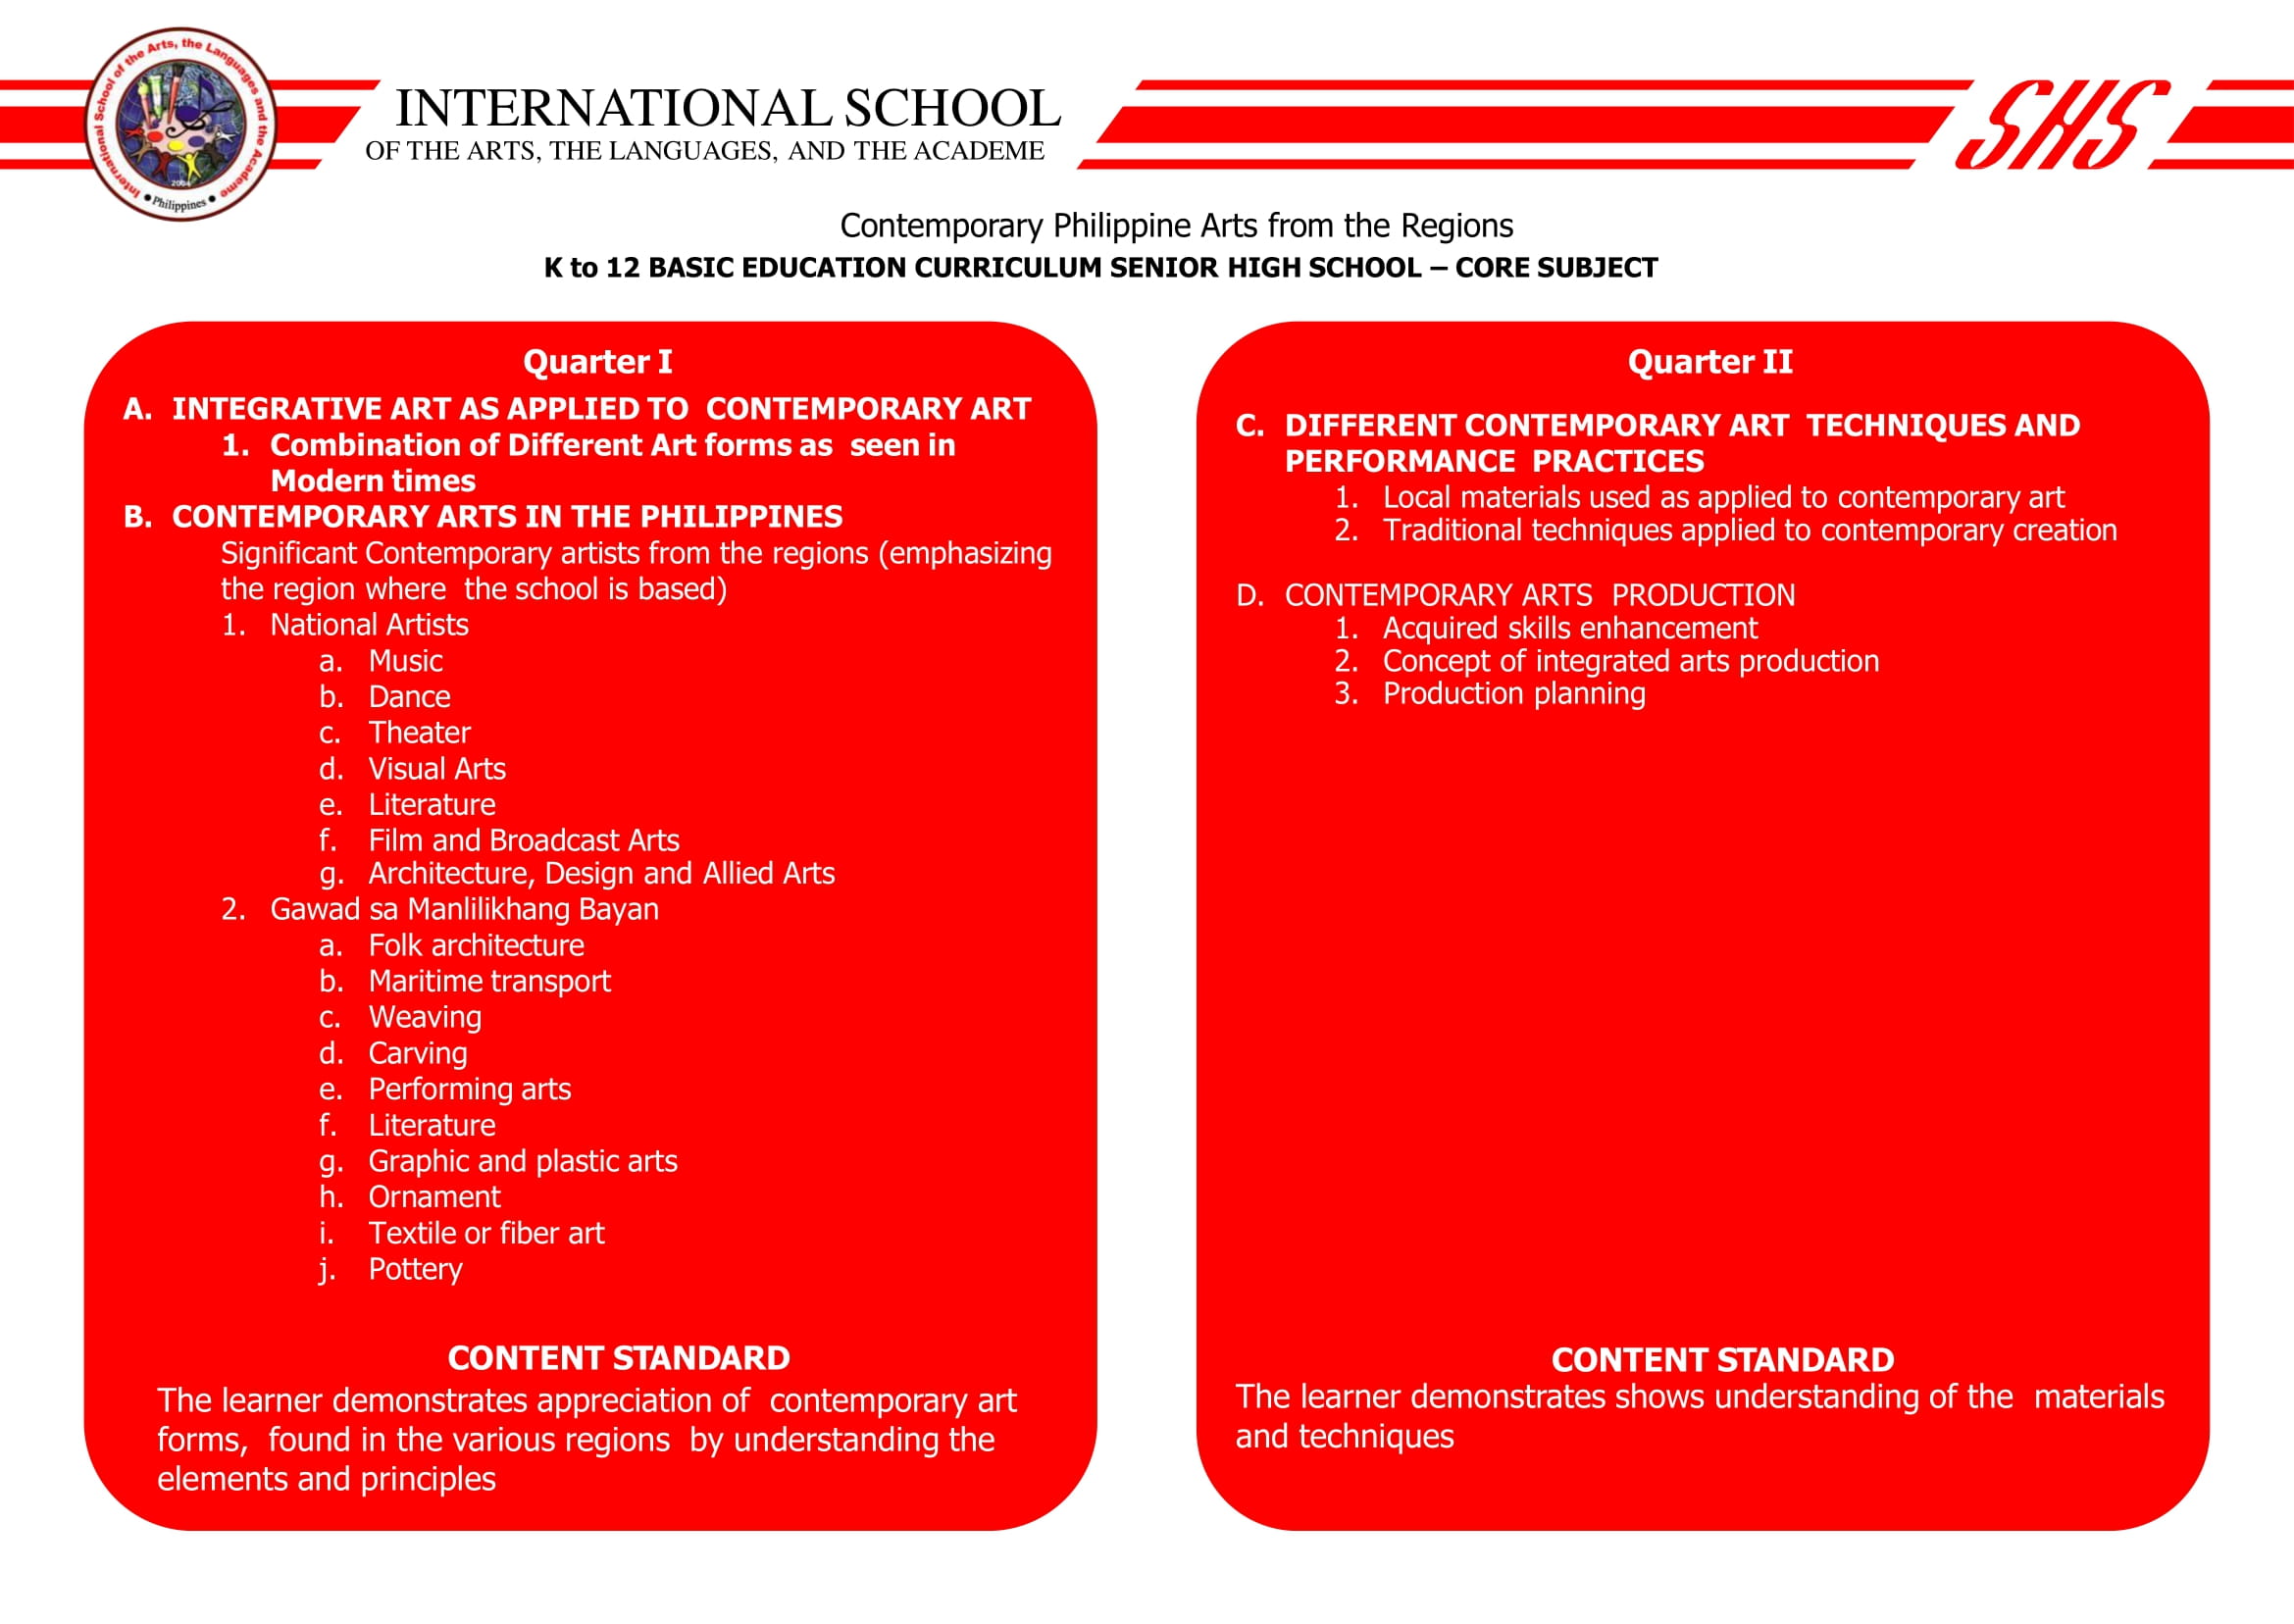 International School of the Arts, the Languages and the Academe
2004
Philippines
INTERNATIONAL SCHOOL
OF THE ARTS, THE LANGUAGES, AND THE ACADEME
SHS
Contemporary Philippine Arts from the Regions
K to 12 BASIC EDUCATION CURRICULUM SENIOR HIGH SCHOOL – CORE SUBJECT
Quarter I
A. INTEGRATIVE ART AS APPLIED TO CONTEMPORARY ART
1. Combination of Different Art forms as seen in
Modern times
B. CONTEMPORARY ARTS IN THE PHILIPPINES
Significant Contemporary artists from the regions (emphasizing
the region where the school is based)
1. National Artists
a. Music
b. Dance
c. Theater
d. Visual Arts
e. Literature
f. Film and Broadcast Arts
g. Architecture, Design and Allied Arts
2. Gawad sa Manlilikhang Bayan
a. Folk architecture
b. Maritime transport
c. Weaving
d. Carving
e. Performing arts
f. Literature
g. Graphic and plastic arts
h. Ornament
i. Textile or fiber art
j. Pottery
CONTENT STANDARD
The learner demonstrates appreciation of contemporary art
forms, found in the various regions by understanding the
elements and principles
Quarter II
C. DIFFERENT CONTEMPORARY ART TECHNIQUES AND
PERFORMANCE PRACTICES
1. Local materials used as applied to contemporary art
2. Traditional techniques applied to contemporary creation
D. CONTEMPORARY ARTS PRODUCTION
1. Acquired skills enhancement
2. Concept of integrated arts production
3. Production planning
CONTENT STANDARD
The learner demonstrates shows understanding of the materials
and techniques